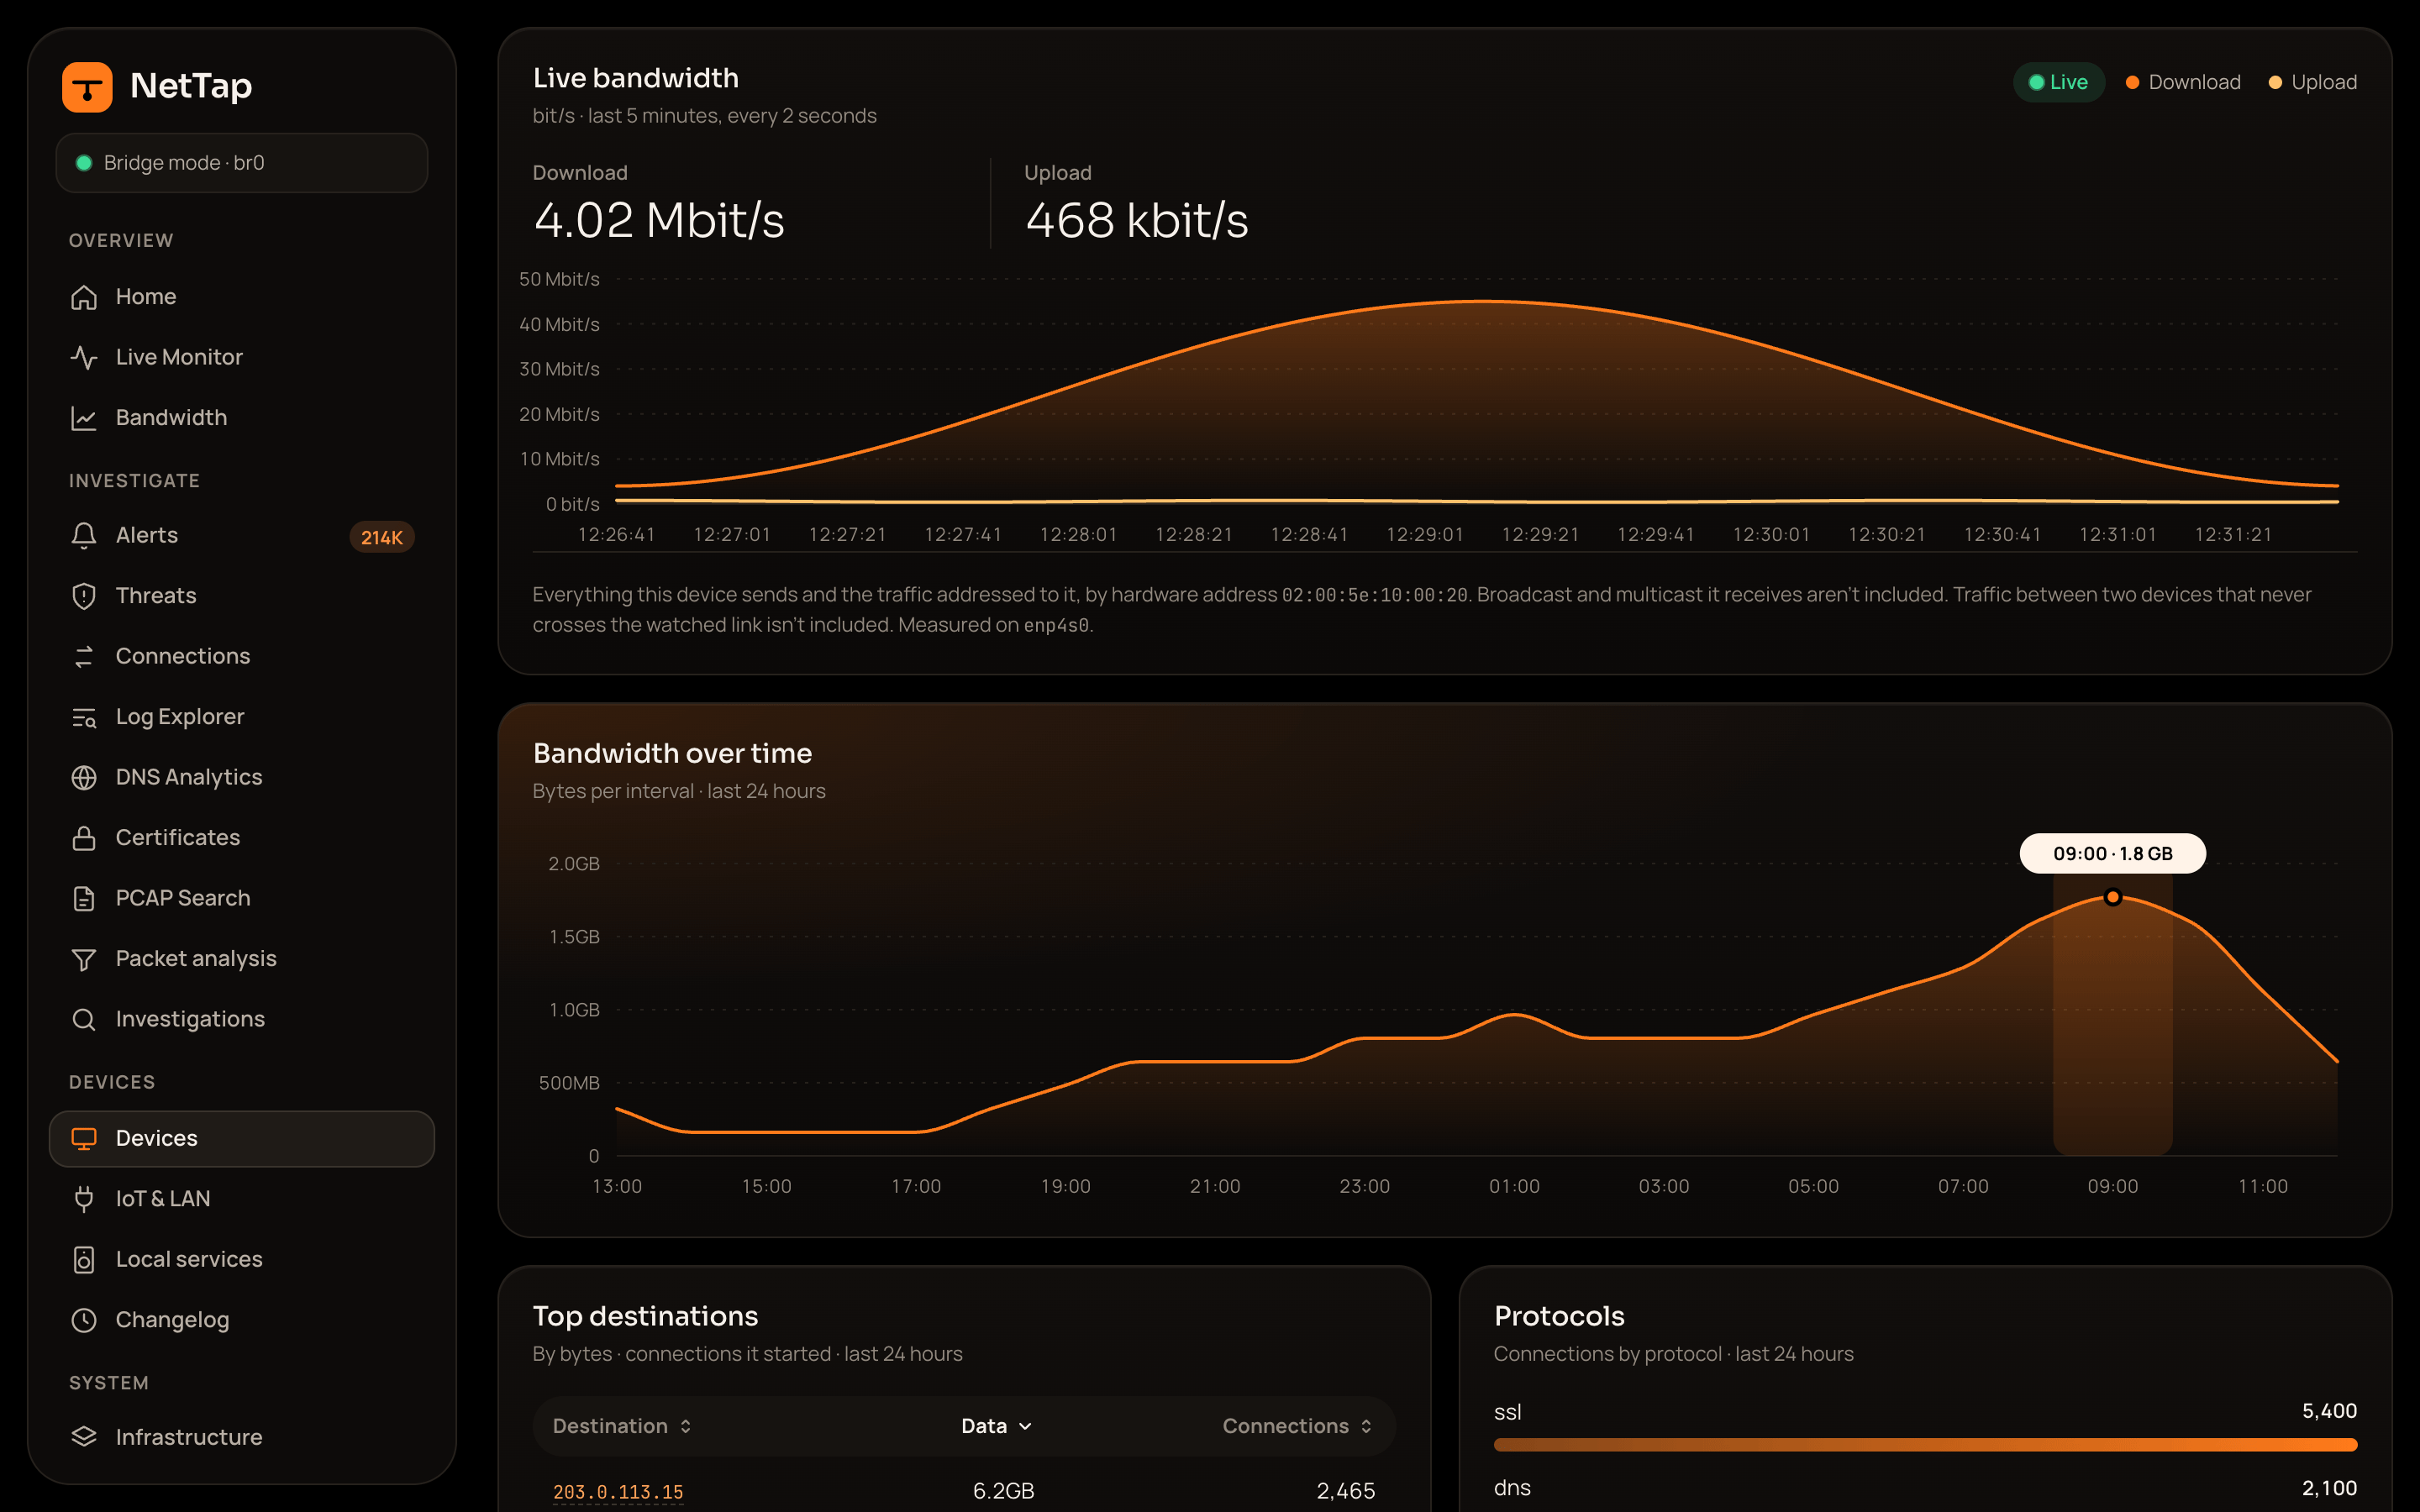 NetTap
Bridge mode · br0
OVERVIEW
Home
Live Monitor
Bandwidth
INVESTIGATE
Alerts 214K
Threats
Connections
Log Explorer
DNS Analytics
Certificates
PCAP Search
Packet analysis
Investigations
DEVICES
Devices
IoT & LAN
Local services
Changelog
SYSTEM
Infrastructure
Live bandwidth
bit/s · last 5 minutes, every 2 seconds
Live Download Upload
Download Upload
4.02 Mbit/s 468 kbit/s
50 Mbit/s
40 Mbit/s
30 Mbit/s
20 Mbit/s
10 Mbit/s
0 bit/s
12:26:41 12:27:01 12:27:21 12:27:41 12:28:01 12:28:21 12:28:41 12:29:01 12:29:21 12:29:41 12:30:01 12:30:21 12:30:41 12:31:01 12:31:21
Everything this device sends and the traffic addressed to it, by hardware address 02:00:5e:10:00:20. Broadcast and multicast it receives aren't included. Traffic between two devices that never
crosses the watched link isn't included. Measured on enp4s0.
Bandwidth over time
Bytes per interval · last 24 hours
09:00 · 1.8 GB
2.0GB
1.5GB
1.0GB
500MB
0
13:00 15:00 17:00 19:00 21:00 23:00 01:00 03:00 05:00 07:00 09:00 11:00
Top destinations
By bytes · connections it started · last 24 hours
Destination Data Connections
203.0.113.15 6.2GB 2,465
Protocols
Connections by protocol · last 24 hours
ssl 5,400
dns 2,100